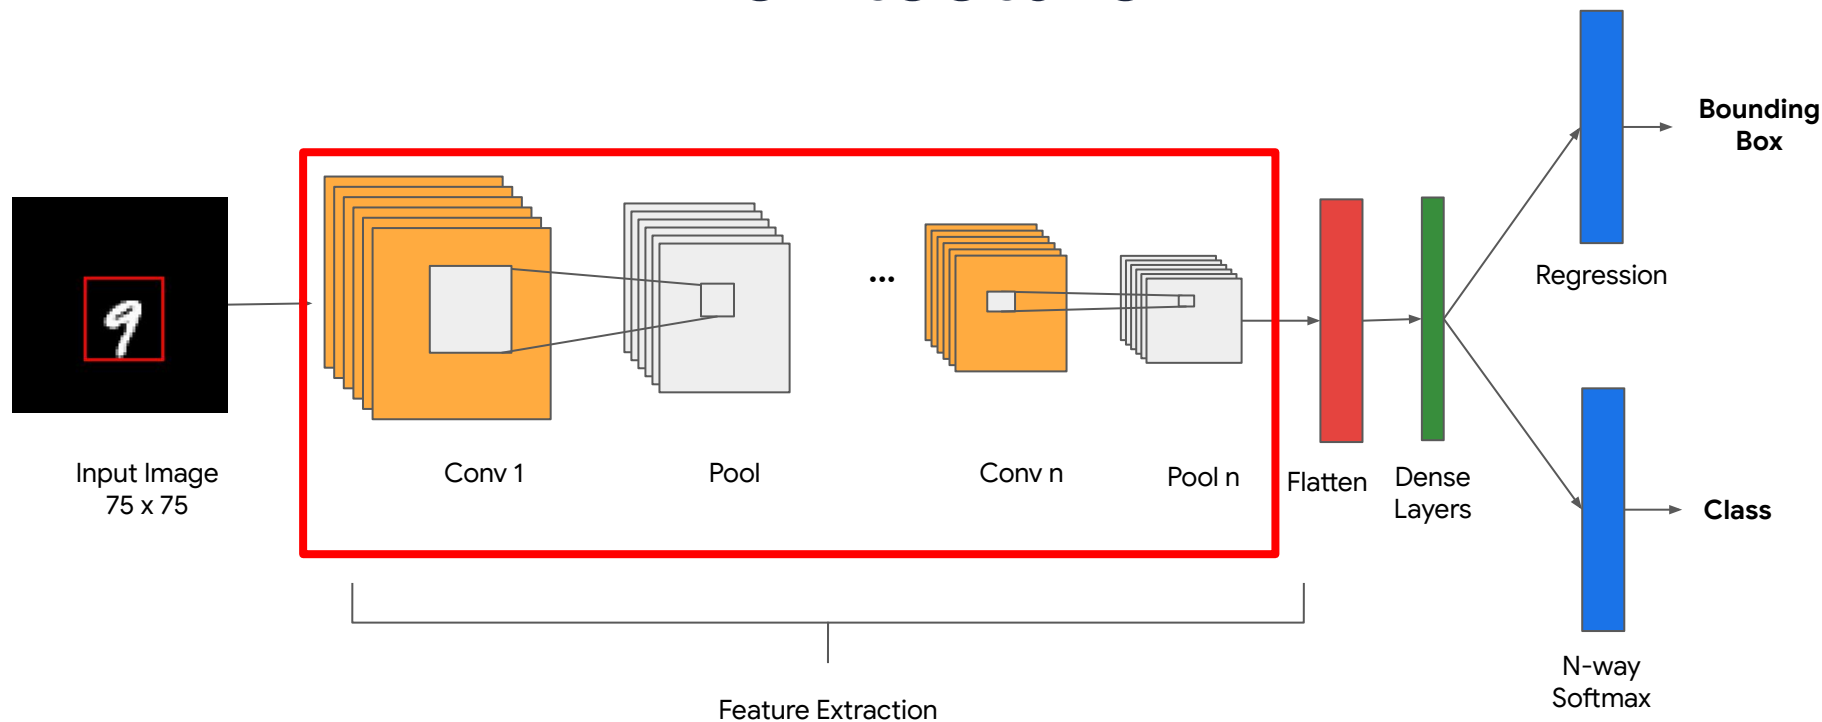 Bounding
Box
Regression
...
Input Image
75 x 75
Conv 1
Pool
Conv n
Pool n
Flatten
Dense
Layers
Class
N-way
Softmax
Feature Extraction